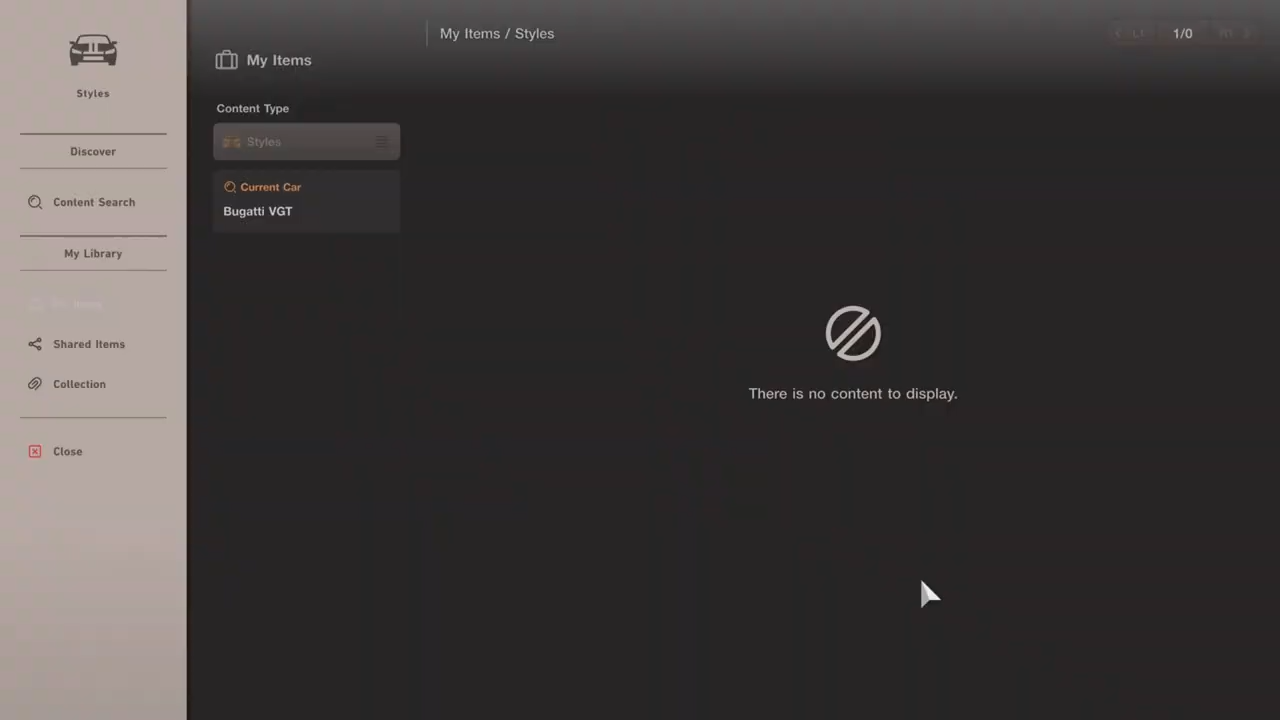 Styles
Discover
Content Search
My Library
Shared Items
Collection
Close
My Items
Content Type
Styles
Current Car
Bugatti VGT
My Items / Styles
1/0
There is no content to display.